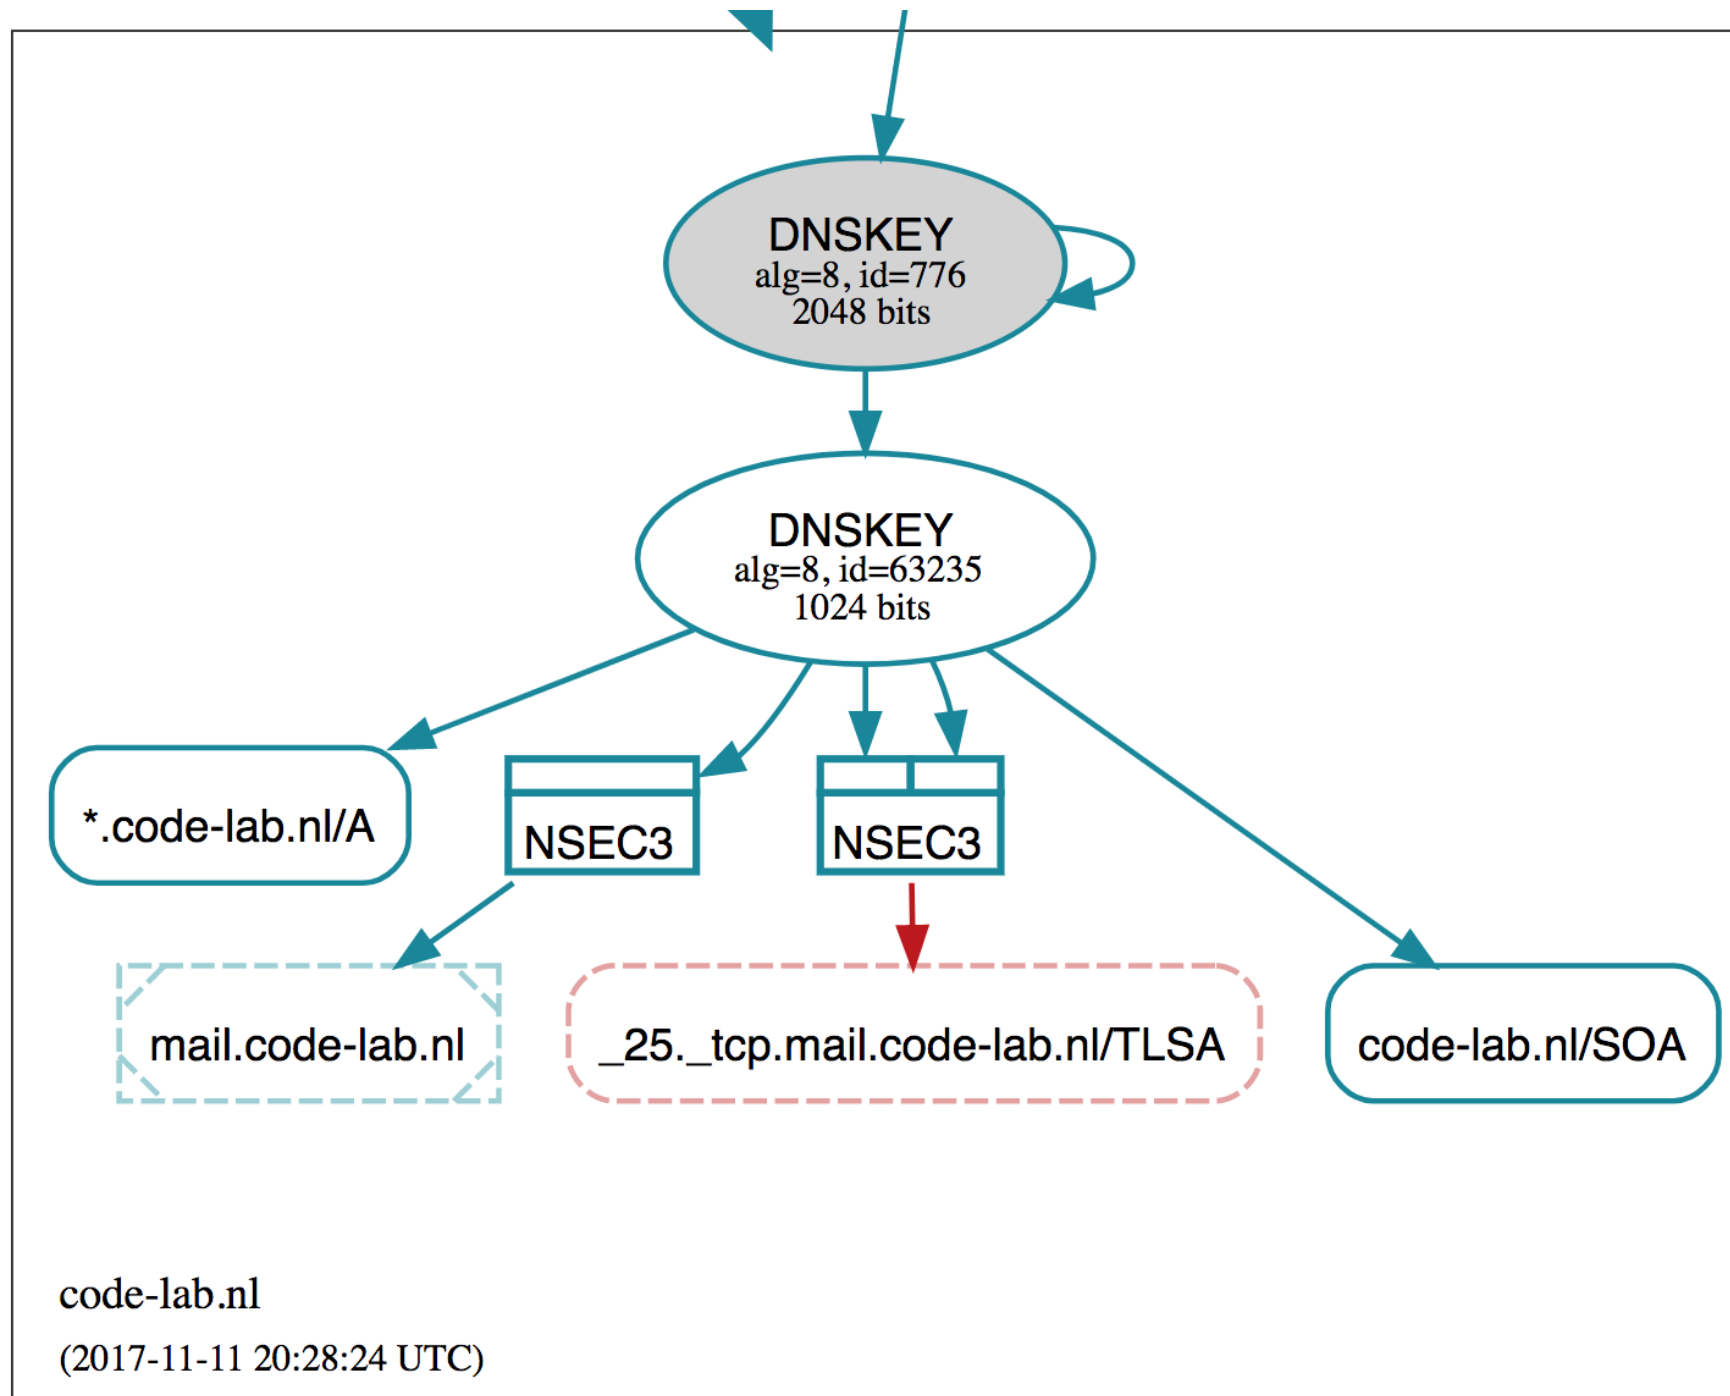 DNSKEY
alg=8, id=776
2048 bits
DNSKEY
alg=8, id=63235
1024 bits
*.code-lab.nl/A
NSEC3
NSEC3
mail.code-lab.nl
_25._tcp.mail.code-lab.nl/TLSA
code-lab.nl/SOA
code-lab.nl
(2017-11-11 20:28:24 UTC)